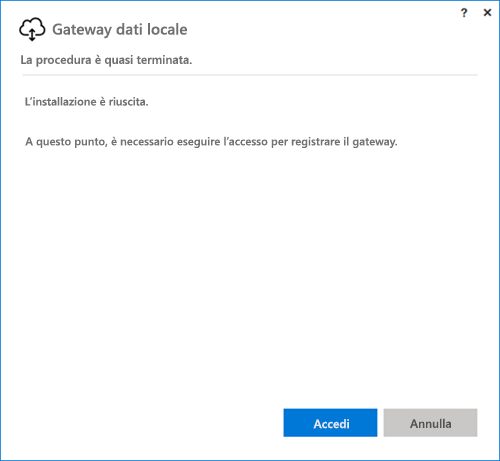 ? ×
Gateway dati locale
La procedura è quasi terminata.
L'installazione è riuscita.
A questo punto, è necessario eseguire l'accesso per registrare il gateway.
Accedi Annulla